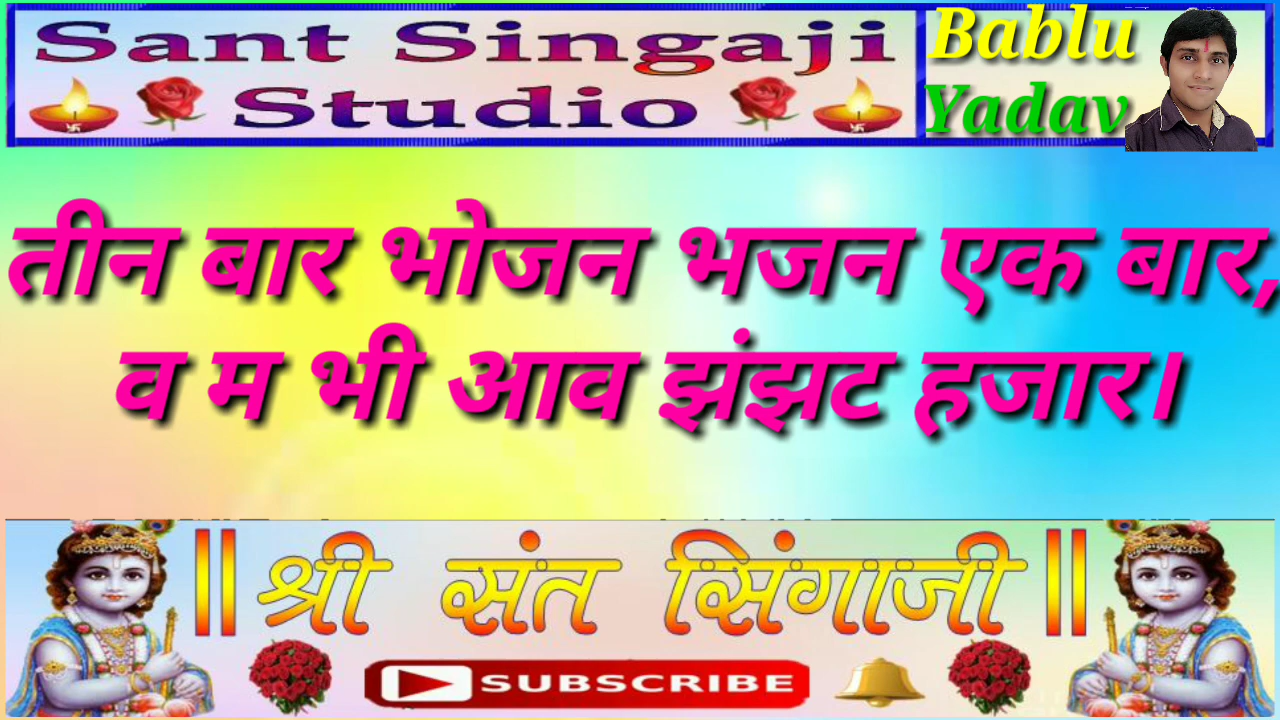 Sant Singaji
Studio
Bablu
Yadav
तीन बार भोजन भजन एक बार,
व म भी आव झंझट हजार।
|| श्री संत सिंगाजी ||
SUBSCRIBE